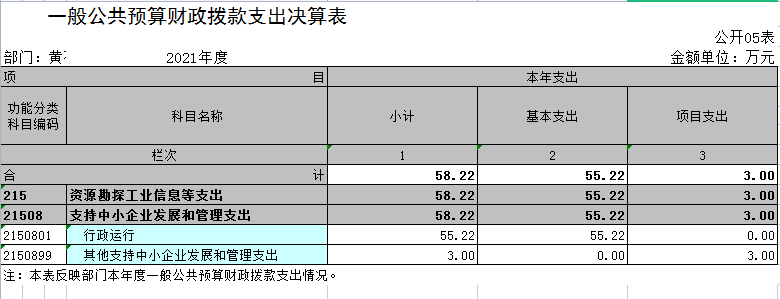 一般公共预算财政拨款支出决算表
公开05表
部门：黄 2021年度 金额单位：万元
项 目 本年支出
功能分类科目编码 科目名称 小计 基本支出 项目支出
栏次 1 2 3
合 计 58.22 55.22 3.00
215 资源勘探工业信息等支出 58.22 55.22 3.00
21508 支持中小企业发展和管理支出 58.22 55.22 3.00
2150801 行政运行 55.22 55.22 0.00
2150899 其他支持中小企业发展和管理支出 3.00 0.00 3.00
注：本表反映部门本年度一般公共预算财政拨款支出情况。